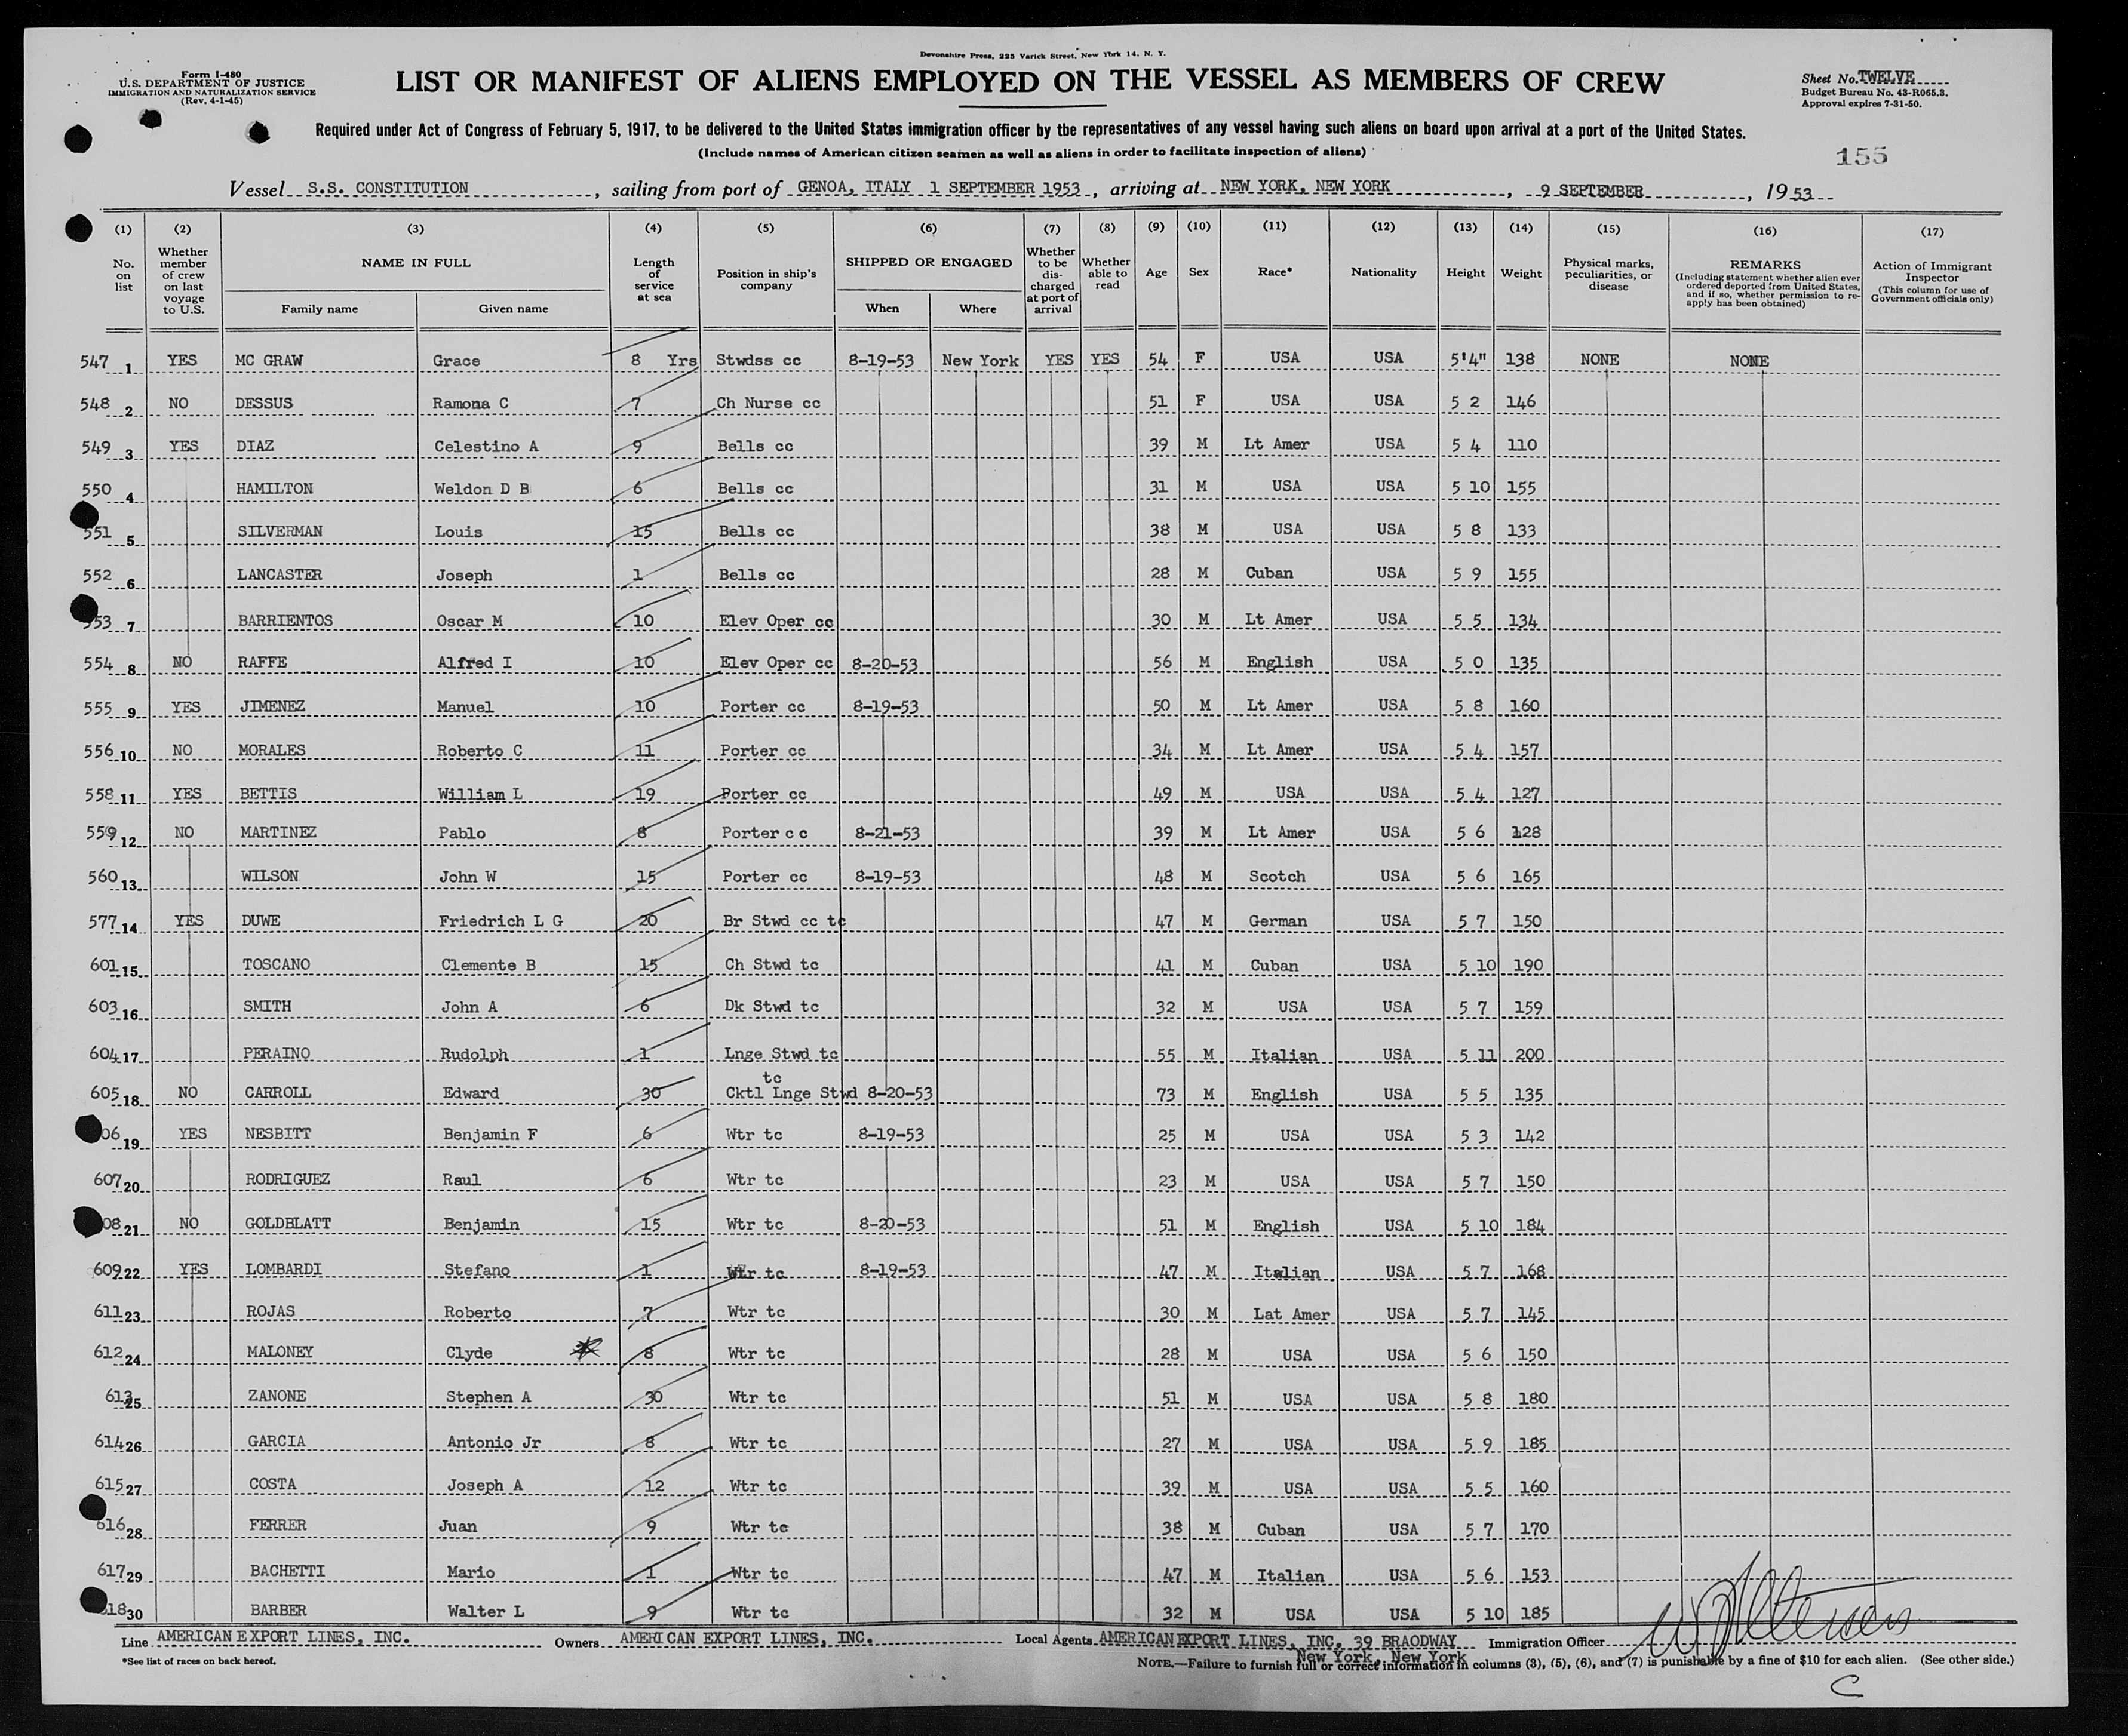 Devonshire Press, 225 Varick Street, New York 14, N. Y.
Form I-480
U.S. DEPARTMENT OF JUSTICE
IMMIGRATION AND NATURALIZATION SERVICE
(Rev. 4-1-45)
LIST OR MANIFEST OF ALIENS EMPLOYED ON THE VESSEL AS MEMBERS OF CREW
Sheet No. TWELVE
Budget Bureau No. 43-R065.3.
Approval expires 7-31-50.
Required under Act of Congress of February 5, 1917, to be delivered to the United States immigration officer by the representatives of any vessel having such aliens on board upon arrival at a port of the United States.
(Include names of American citizen seamen as well as aliens in order to facilitate inspection of aliens)
155
Vessel S.S. CONSTITUTION, sailing from port of GENOA, ITALY 1 SEPTEMBER 1953, arriving at NEW YORK, NEW YORK, 9 SEPTEMBER, 1953
(1) No. on list
(2) Whether member of crew on last voyage to U.S.
(3) NAME IN FULL Family name Given name
(4) Length of service at sea
(5) Position in ship's company
(6) SHIPPED OR ENGAGED When Where
(7) Whether to be discharged at port of arrival
(8) Whether able to read
(9) Age
(10) Sex
(11) Race*
(12) Nationality
(13) Height
(14) Weight
(15) Physical marks, peculiarities, or disease
(16) REMARKS (Including statement whether alien ever ordered deported from United States, and if so, whether permission to re-apply has been obtained)
(17) Action of Immigrant Inspector (This column for use of Government officials only)
547 1 YES MC GRAW Grace 8 Yrs Stwdss cc 8-19-53 New York YES YES 54 F USA USA 5'4" 138 NONE NONE
548 2 NO DESSUS Ramona C 7 Ch Nurse cc 51 F USA USA 5 2 146
549 3 YES DIAZ Celestino A 9 Bells cc 39 M Lt Amer USA 5 4 110
550 4 HAMILTON Weldon D B 6 Bells cc 31 M USA USA 5 10 155
551 5 SILVERMAN Louis 15 Bells cc 38 M USA USA 5 8 133
552 6 LANCASTER Joseph 1 Bells cc 28 M Cuban USA 5 9 155
553 7 BARRIENTOS Oscar M 10 Elev Oper cc 30 M Lt Amer USA 5 5 134
554 8 NO RAFFE Alfred I 10 Elev Oper cc 8-20-53 56 M English USA 5 0 135
555 9 YES JIMENEZ Manuel 10 Porter cc 8-19-53 50 M Lt Amer USA 5 8 160
556 10 NO MORALES Roberto C 11 Porter cc 34 M Lt Amer USA 5 4 157
558 11 YES BETTIS William L 19 Porter cc 49 M USA USA 5 4 127
559 12 NO MARTINEZ Pablo 8 Porter c c 8-21-53 39 M Lt Amer USA 5 6 128
560 13 WILSON John W 15 Porter cc 8-19-53 48 M Scotch USA 5 6 165
577 14 YES DUWE Friedrich L G 20 Br Stwd cc tc 47 M German USA 5 7 150
601 15 TOSCANO Clemente B 15 Ch Stwd tc 41 M Cuban USA 5 10 190
603 16 SMITH John A 6 Dk Stwd tc 32 M USA USA 5 7 159
604 17 PERAINO Rudolph 1 Lnge Stwd tc 55 M Italian USA 5 11 200
tc
605 18 NO CARROLL Edward 30 Cktl Lnge Stwd 8-20-53 73 M English USA 5 5 135
06 19 YES NESBITT Benjamin F 6 Wtr tc 8-19-53 25 M USA USA 5 3 142
607 20 RODRIGUEZ Raul 6 Wtr tc 23 M USA USA 5 7 150
08 21 NO GOLDBLATT Benjamin 15 Wtr tc 8-20-53 51 M English USA 5 10 184
609 22 YES LOMBARDI Stefano 1 Wtr tc 8-19-53 47 M Italian USA 5 7 168
611 23 ROJAS Roberto 7 Wtr tc 30 M Lat Amer USA 5 7 145
612 24 MALONEY Clyde 8 Wtr tc 28 M USA USA 5 6 150
613 25 ZANONE Stephen A 30 Wtr tc 51 M USA USA 5 8 180
614 26 GARCIA Antonio Jr 8 Wtr tc 27 M USA USA 5 9 185
615 27 COSTA Joseph A 12 Wtr tc 39 M USA USA 5 5 160
616 28 FERRER Juan 9 Wtr tc 38 M Cuban USA 5 7 170
617 29 BACHETTI Mario 1 Wtr tc 47 M Italian USA 5 6 153
18 30 BARBER Walter L 9 Wtr tc 32 M USA USA 5 10 185
Line AMERICAN EXPORT LINES, INC. Owners AMERICAN EXPORT LINES, INC. Local Agents AMERICAN EXPORT LINES, INC. 39 BRAODWAY Immigration Officer
New York, New York
*See list of races on back hereof.
NOTE.—Failure to furnish full or correct information in columns (3), (5), (6), and (7) is punishable by a fine of $10 for each alien. (See other side.)
C